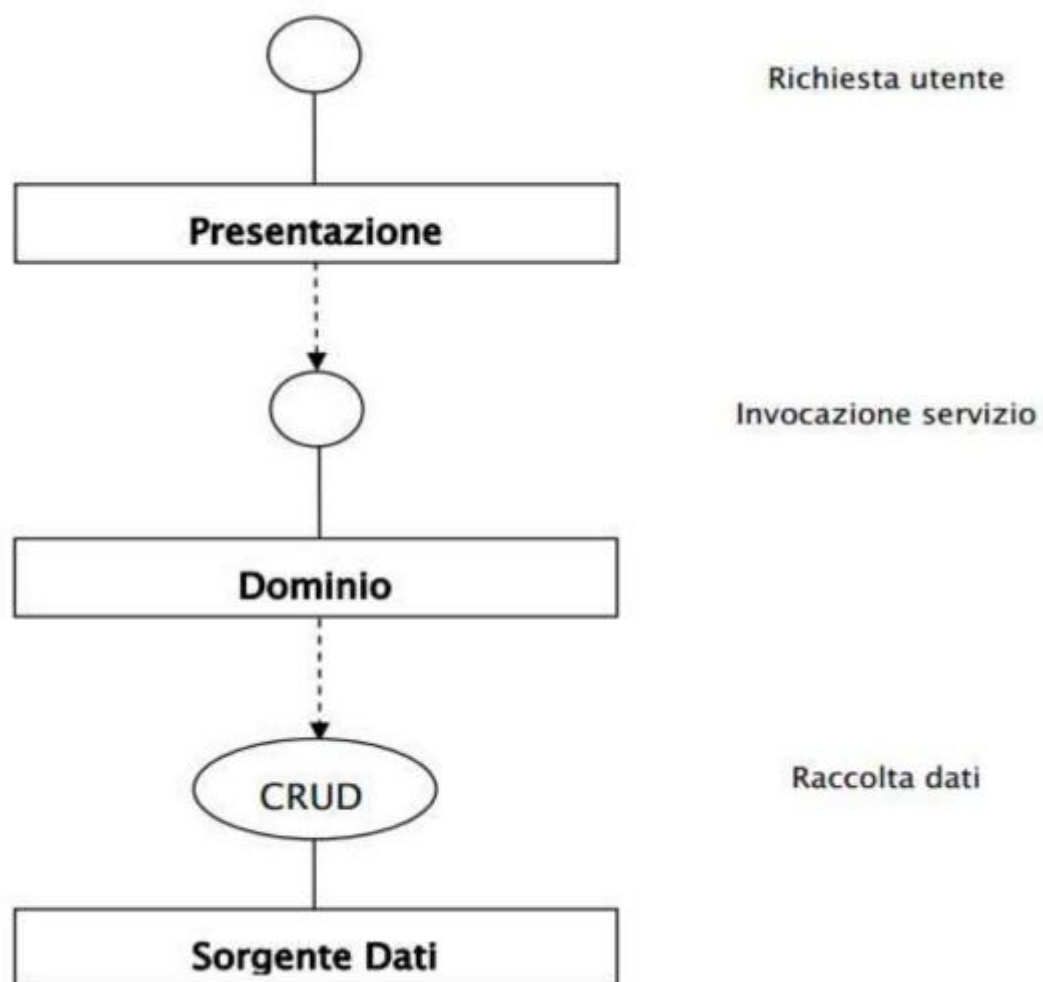 Richiesta utente
Presentazione
Invocazione servizio
Dominio
CRUD
Raccolta dati
Sorgente Dati